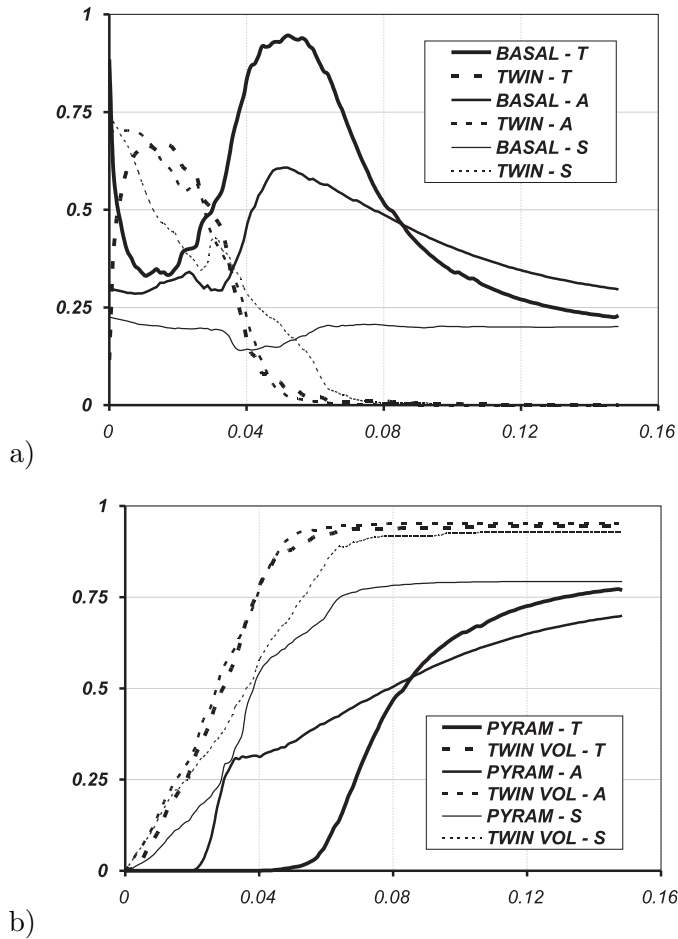 1
0.75
0.5
0.25
0
0
0.04
0.08
0.12
0.16
BASAL - T
TWIN - T
BASAL - A
TWIN - A
BASAL - S
TWIN - S
a)
1
0.75
0.5
0.25
0
0
0.04
0.08
0.12
0.16
PYRAM - T
TWIN VOL - T
PYRAM - A
TWIN VOL - A
PYRAM - S
TWIN VOL - S
b)